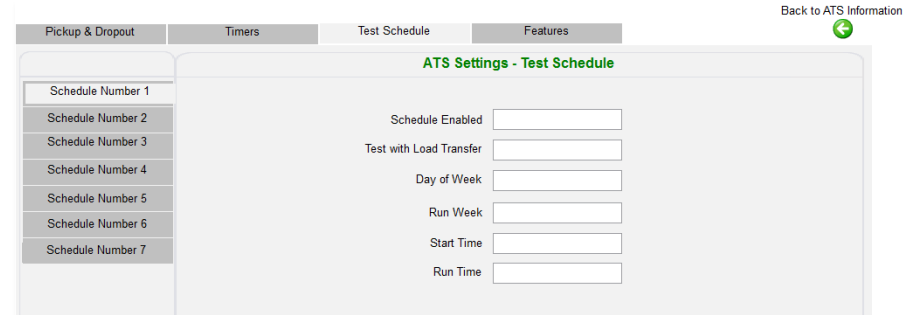 Back to ATS Information
Pickup & Dropout Timers Test Schedule Features
ATS Settings - Test Schedule
Schedule Number 1
Schedule Number 2
Schedule Number 3
Schedule Number 4
Schedule Number 5
Schedule Number 6
Schedule Number 7
Schedule Enabled
Test with Load Transfer
Day of Week
Run Week
Start Time
Run Time